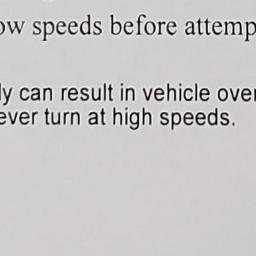 ow speeds before attemp
ly can result in vehicle over
ever turn at high speeds.